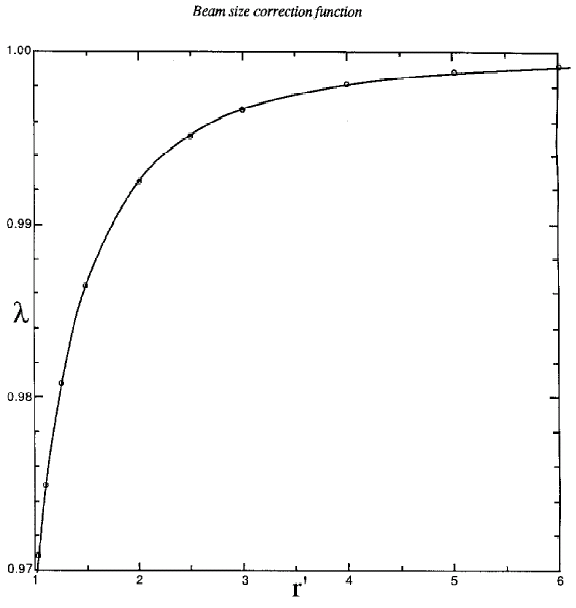 Beam size correction function
1.00
0.99
λ
0.98
0.97
1 2 3 4 5 6
r'